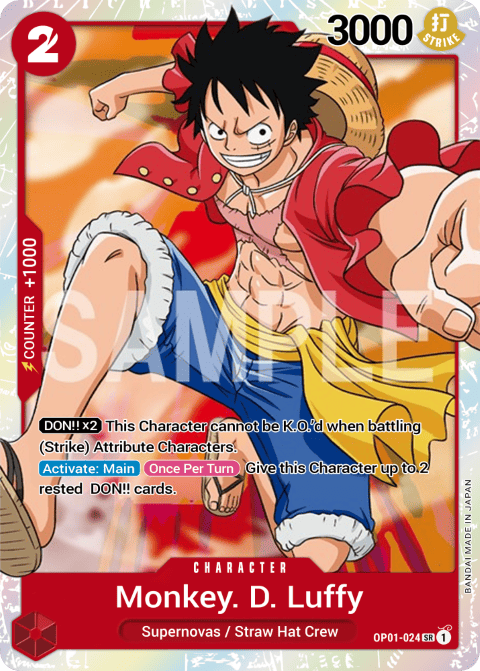 2
3000
打
STRIKE
COUNTER +1000
SAMPLE
DON!! ×2 This Character cannot be K.O.'d when battling
(Strike) Attribute Characters.
Activate: Main Once Per Turn Give this Character up to 2
rested DON!! cards.
BANDAI MADE IN JAPAN
CHARACTER
Monkey. D. Luffy
Supernovas / Straw Hat Crew
OP01-024 SR 1